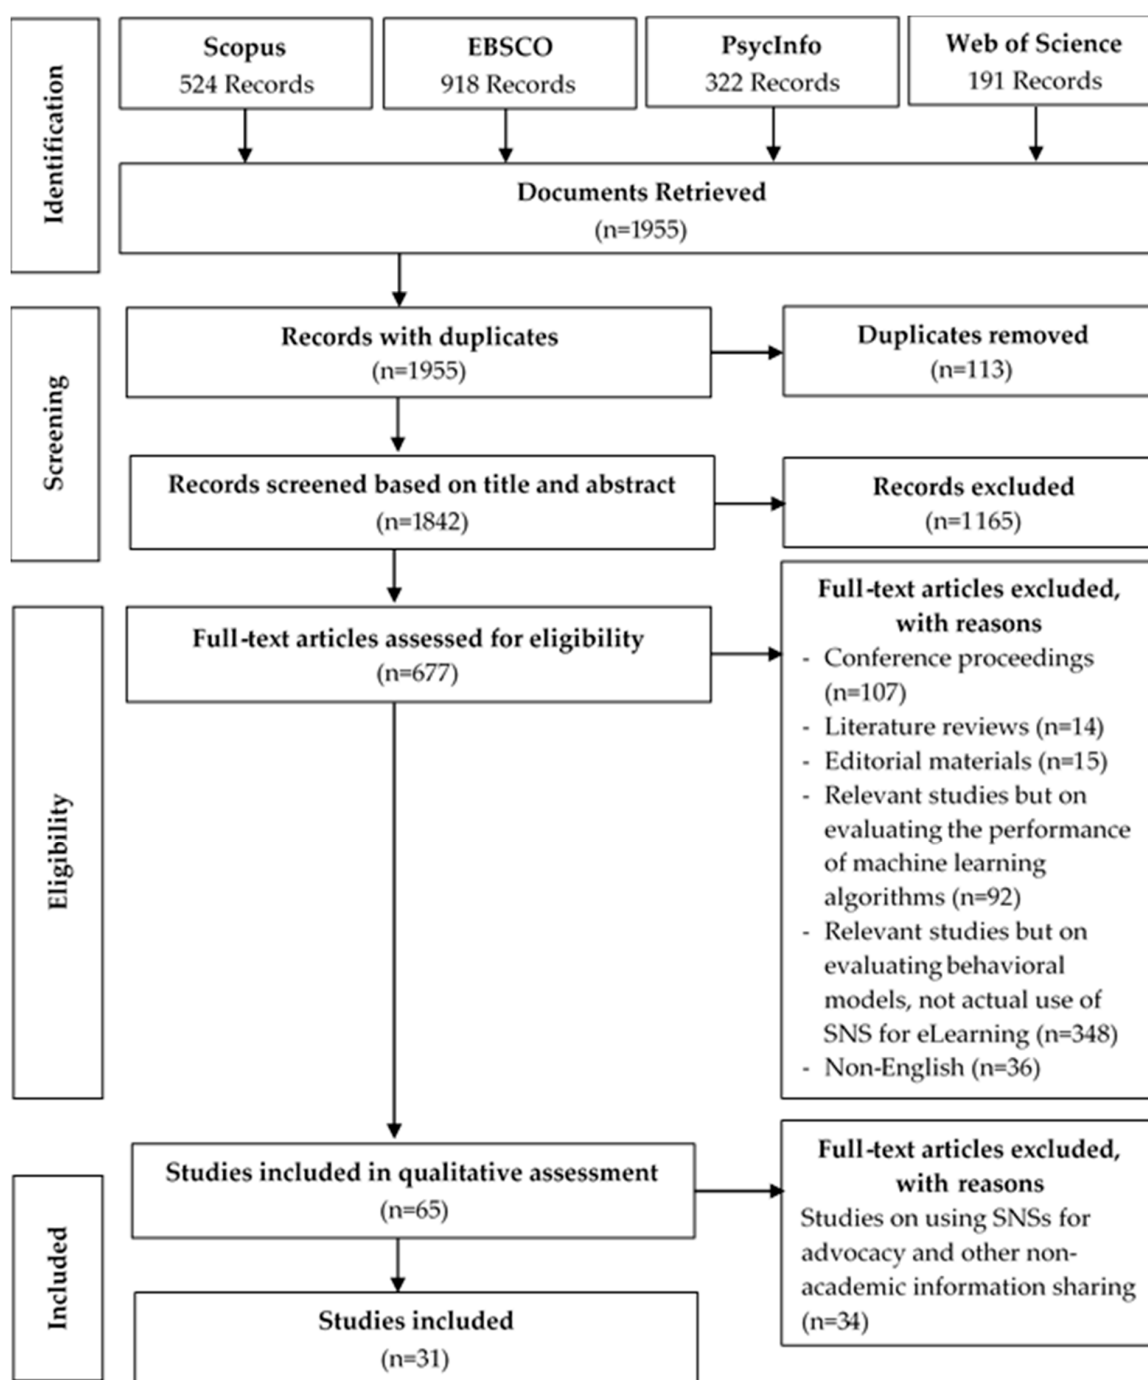 Identification
Scopus
524 Records
EBSCO
918 Records
PsycInfo
322 Records
Web of Science
191 Records
Documents Retrieved
(n=1955)
Screening
Records with duplicates
(n=1955)
Duplicates removed
(n=113)
Records screened based on title and abstract
(n=1842)
Records excluded
(n=1165)
Eligibility
Full-text articles assessed for eligibility
(n=677)
Full-text articles excluded,
with reasons
- Conference proceedings
(n=107)
- Literature reviews (n=14)
- Editorial materials (n=15)
- Relevant studies but on
evaluating the performance
of machine learning
algorithms (n=92)
- Relevant studies but on
evaluating behavioral
models, not actual use of
SNS for eLearning (n=348)
- Non-English (n=36)
Included
Studies included in qualitative assessment
(n=65)
Full-text articles excluded,
with reasons
Studies on using SNSs for
advocacy and other non-
academic information sharing
(n=34)
Studies included
(n=31)